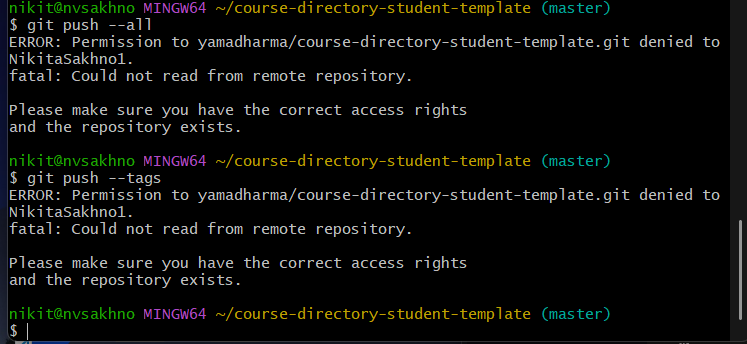 nikit@nvsakhno MINGW64 ~/course-directory-student-template (master)
$ git push --all
ERROR: Permission to yamadharma/course-directory-student-template.git denied to
NikitaSakhno1.
fatal: Could not read from remote repository.
Please make sure you have the correct access rights
and the repository exists.
nikit@nvsakhno MINGW64 ~/course-directory-student-template (master)
$ git push --tags
ERROR: Permission to yamadharma/course-directory-student-template.git denied to
NikitaSakhno1.
fatal: Could not read from remote repository.
Please make sure you have the correct access rights
and the repository exists.
nikit@nvsakhno MINGW64 ~/course-directory-student-template (master)
$